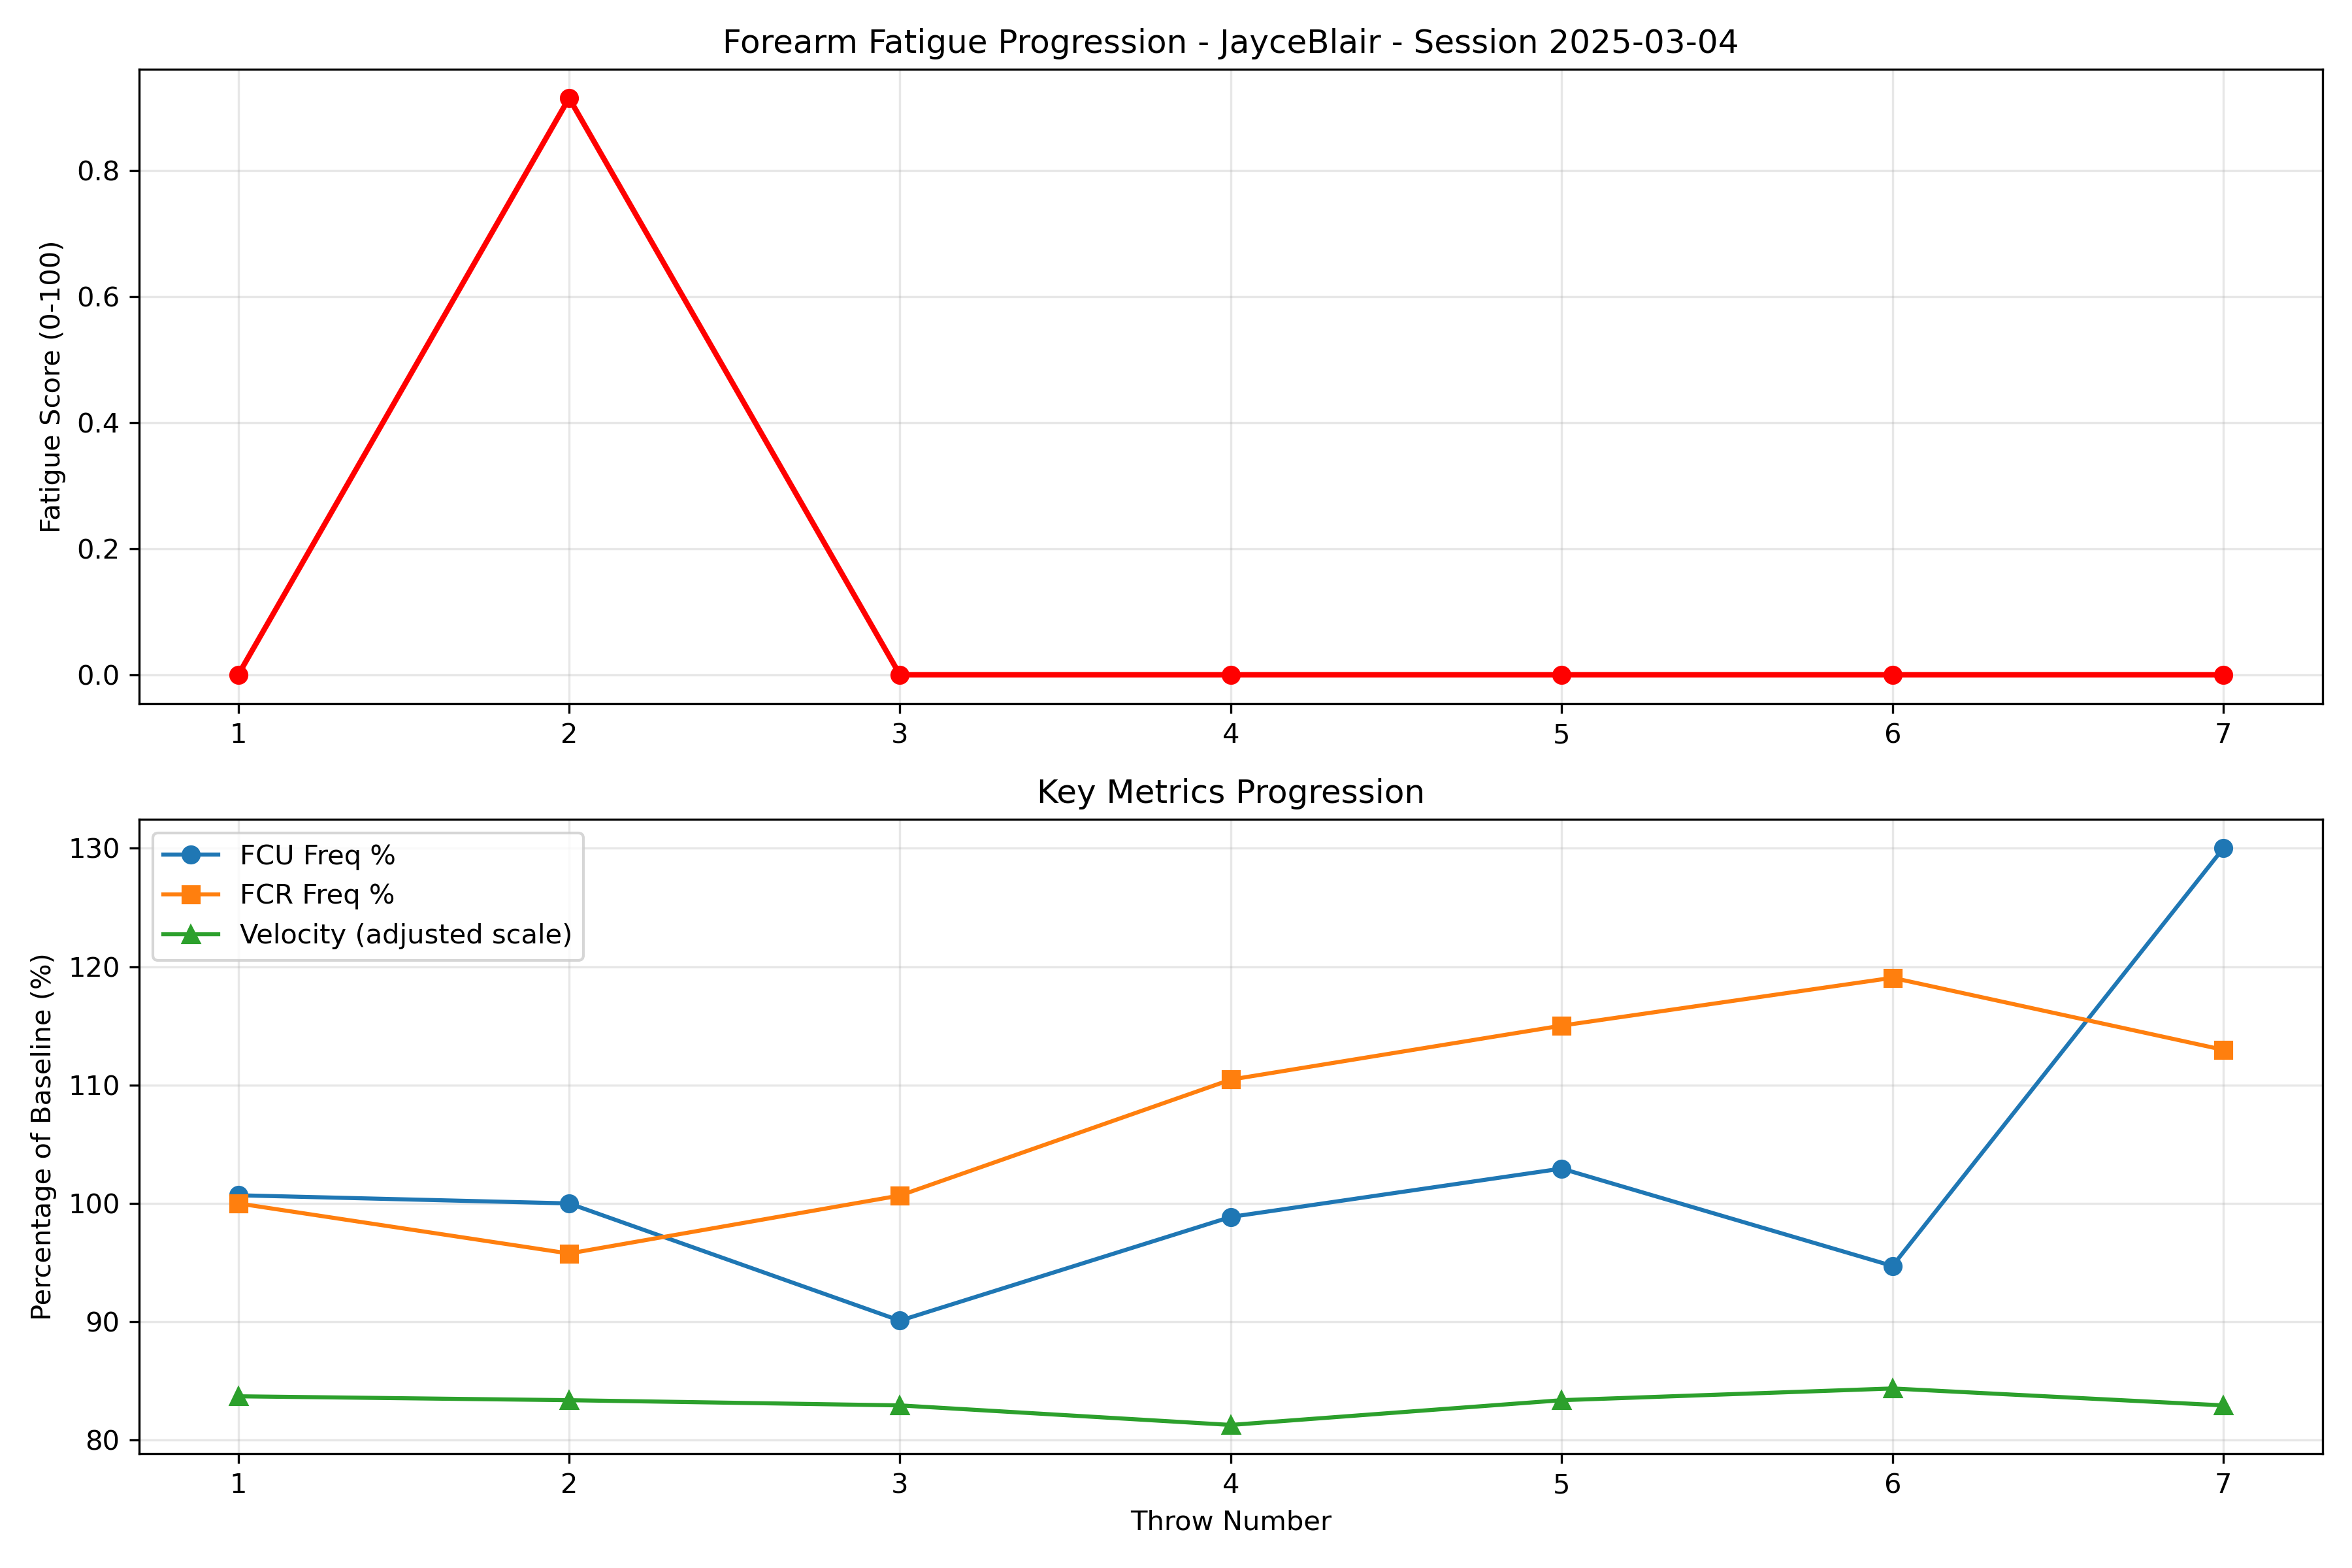 Forearm Fatigue Progression - JayceBlair - Session 2025-03-04
Fatigue Score (0-100)
0.8
0.6
0.4
0.2
0.0
1 2 3 4 5 6 7
Key Metrics Progression
FCU Freq %
FCR Freq %
Velocity (adjusted scale)
Percentage of Baseline (%)
130
120
110
100
90
80
1 2 3 4 5 6 7
Throw Number